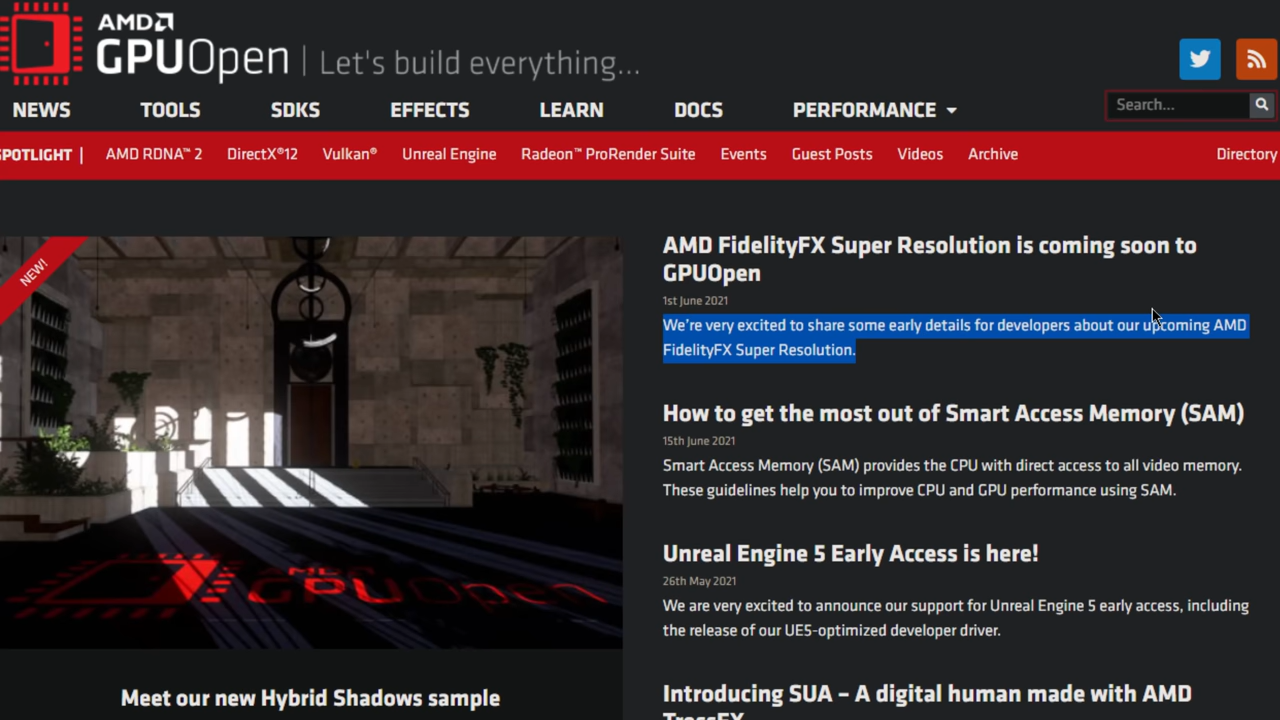 AMD
GPUOpen | Let's build everything...
NEWS TOOLS SDKS EFFECTS LEARN DOCS PERFORMANCE
Search...
SPOTLIGHT | AMD RDNA™ 2 DirectX®12 Vulkan® Unreal Engine Radeon™ ProRender Suite Events Guest Posts Videos Archive Directory
NEW!
AMD
GPUOpen
Meet our new Hybrid Shadows sample
AMD FidelityFX Super Resolution is coming soon to
GPUOpen
1st June 2021
We're very excited to share some early details for developers about our upcoming AMD
FidelityFX Super Resolution.
How to get the most out of Smart Access Memory (SAM)
15th June 2021
Smart Access Memory (SAM) provides the CPU with direct access to all video memory.
These guidelines help you to improve CPU and GPU performance using SAM.
Unreal Engine 5 Early Access is here!
26th May 2021
We are very excited to announce our support for Unreal Engine 5 early access, including
the release of our UE5-optimized developer driver.
Introducing SUA – A digital human made with AMD
TressFX